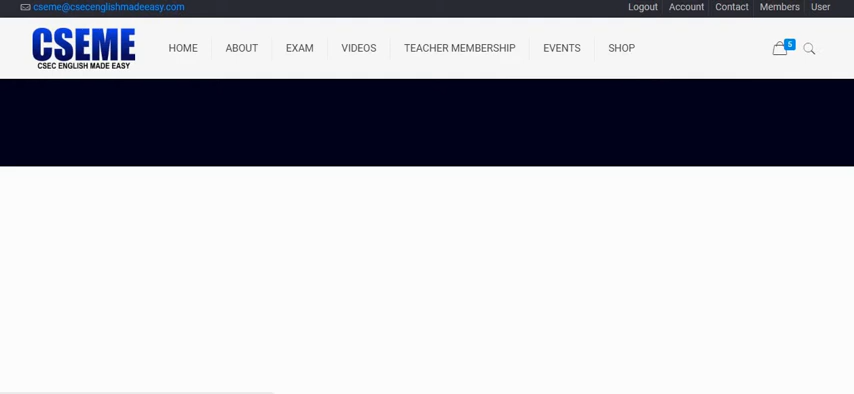 cseme@csecenglishmadeeasy.com
Logout Account Contact Members User
CSEME
CSEC ENGLISH MADE EASY
HOME ABOUT EXAM VIDEOS TEACHER MEMBERSHIP EVENTS SHOP 5